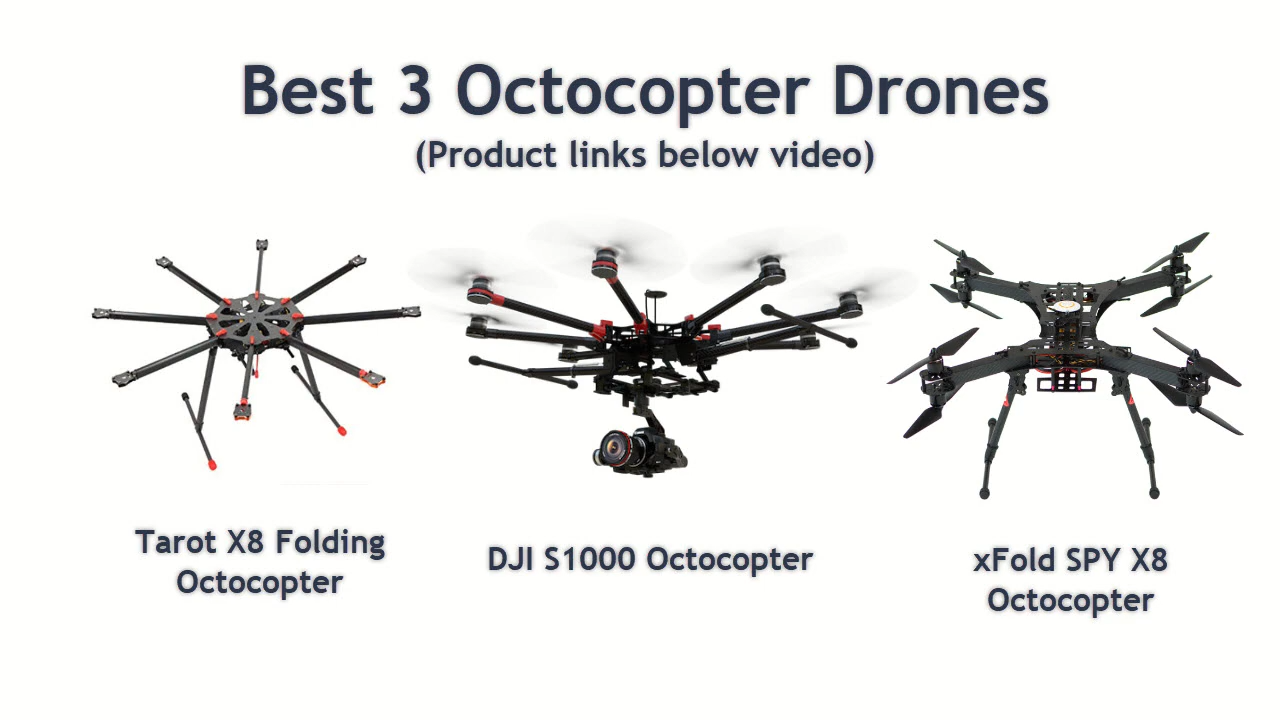 Best 3 Octocopter Drones
(Product links below video)
Tarot X8 Folding
Octocopter
DJI S1000 Octocopter
xFold SPY X8
Octocopter